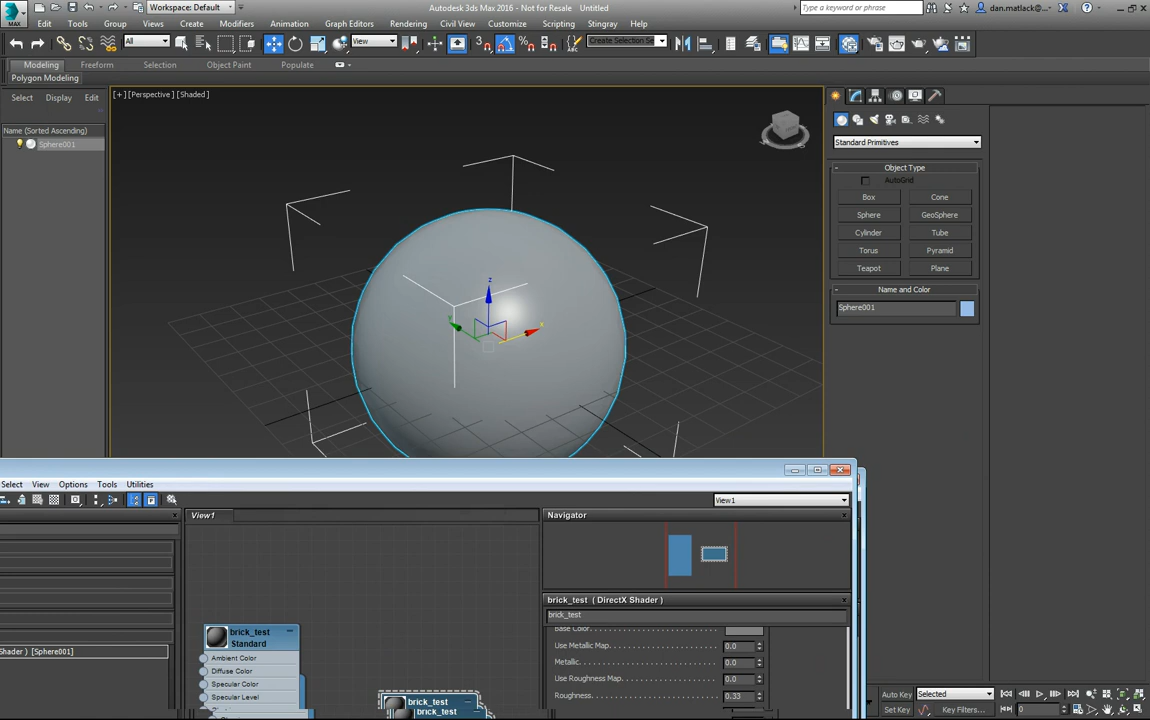 MAX
Workspace: Default
Autodesk 3ds Max 2016 - Not for Resale   Untitled
Type a keyword or phrase
dan.matlack@...
Edit Tools Group Views Create Modifiers Animation Graph Editors Rendering Civil View Customize Scripting Stingray Help
All
View
3
Create Selection Se
Modeling Freeform Selection Object Paint Populate
Polygon Modeling
Select Display Edit
[+] [Perspective] [Shaded]
Name (Sorted Ascending)
Sphere001
Standard Primitives
- Object Type
AutoGrid
Box Cone
Sphere GeoSphere
Cylinder Tube
Torus Pyramid
Teapot Plane
- Name and Color
Sphere001
z
y
x
Select View Options Tools Utilities
View1
View1
Navigator
brick_test ( DirectX Shader )
brick_test
Base Color
Use Metallic Map 0.0
Metallic 0.0
Use Roughness Map 0.0
Roughness 0.33
brick_test
Standard
Ambient Color
Diffuse Color
Specular Color
Specular Level
Shader ) [Sphere001]
brick_test
brick_test
Auto Key Selected
Set Key Key Filters... 0